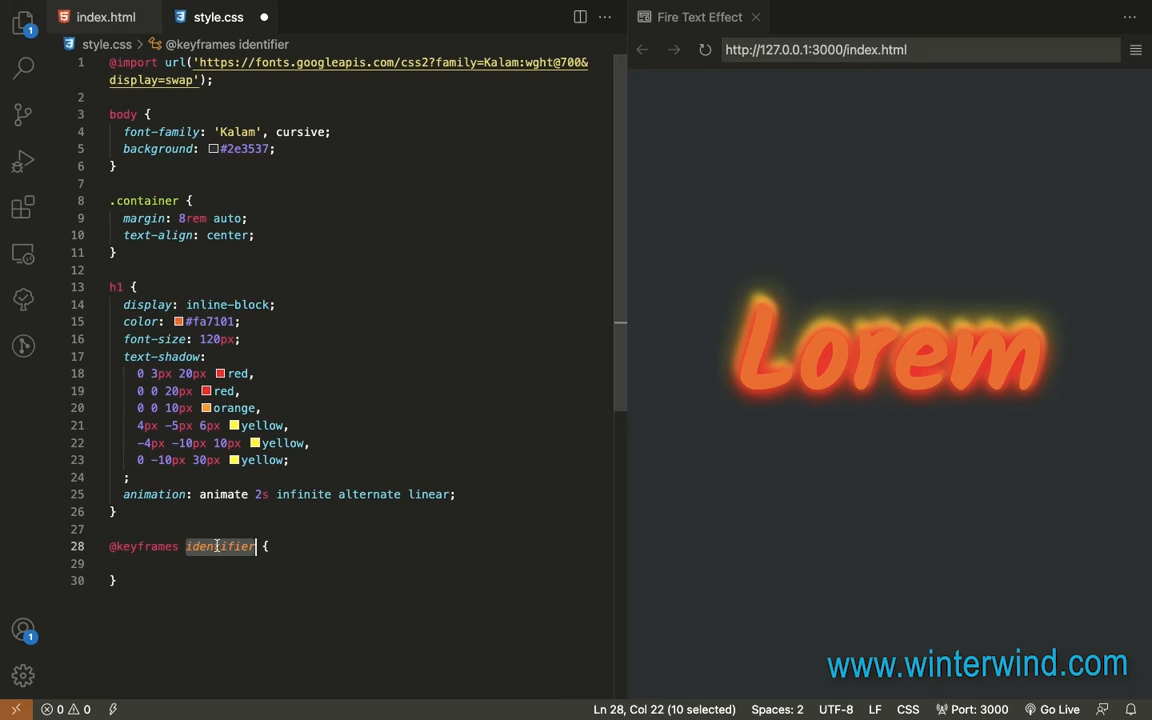 index.html
style.css
Fire Text Effect
style.css > @keyframes identifier
http://127.0.0.1:3000/index.html
1 @import url('https://fonts.googleapis.com/css2?family=Kalam:wght@700&
display=swap');
2
3 body {
4 font-family: 'Kalam', cursive;
5 background: #2e3537;
6 }
7
8 .container {
9 margin: 8rem auto;
10 text-align: center;
11 }
12
13 h1 {
14 display: inline-block;
15 color: #fa7101;
16 font-size: 120px;
17 text-shadow:
18 0 3px 20px red,
19 0 0 20px red,
20 0 0 10px orange,
21 4px -5px 6px yellow,
22 -4px -10px 10px yellow,
23 0 -10px 30px yellow;
24 ;
25 animation: animate 2s infinite alternate linear;
26 }
27
28 @keyframes identifier {
29
30 }
Lorem
www.winterwind.com
1
1
0 0
Ln 28, Col 22 (10 selected)
Spaces: 2
UTF-8
LF
CSS
Port: 3000
Go Live